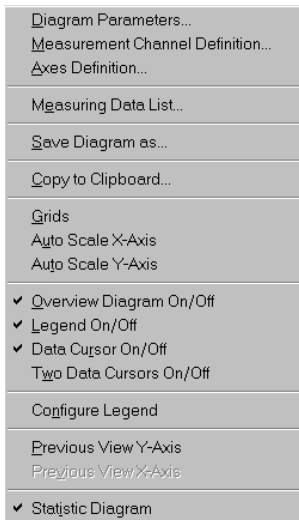 Diagram Parameters...
Measurement Channel Definition...
Axes Definition...
Measuring Data List...
Save Diagram as...
Copy to Clipboard...
Grids
Auto Scale X-Axis
Auto Scale Y-Axis
Overview Diagram On/Off
Legend On/Off
Data Cursor On/Off
Two Data Cursors On/Off
Configure Legend
Previous View Y-Axis
Previous View X-Axis
Statistic Diagram